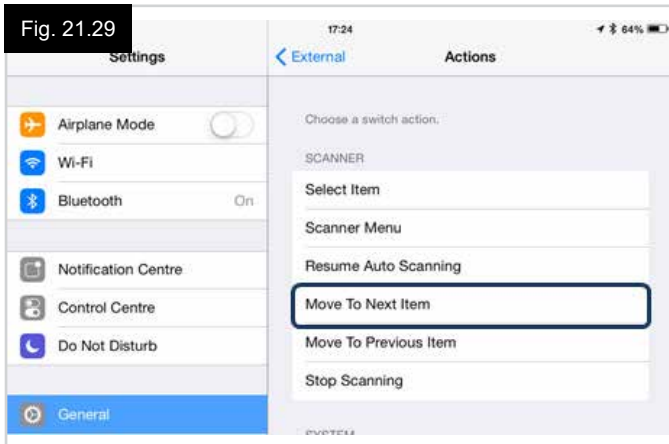 Fig. 21.29
17:24
64%
Settings
External
Actions
Airplane Mode
Wi-Fi
Bluetooth
On
Notification Centre
Control Centre
Do Not Disturb
General
Choose a switch action.
SCANNER
Select Item
Scanner Menu
Resume Auto Scanning
Move To Next Item
Move To Previous Item
Stop Scanning
SYSTEM